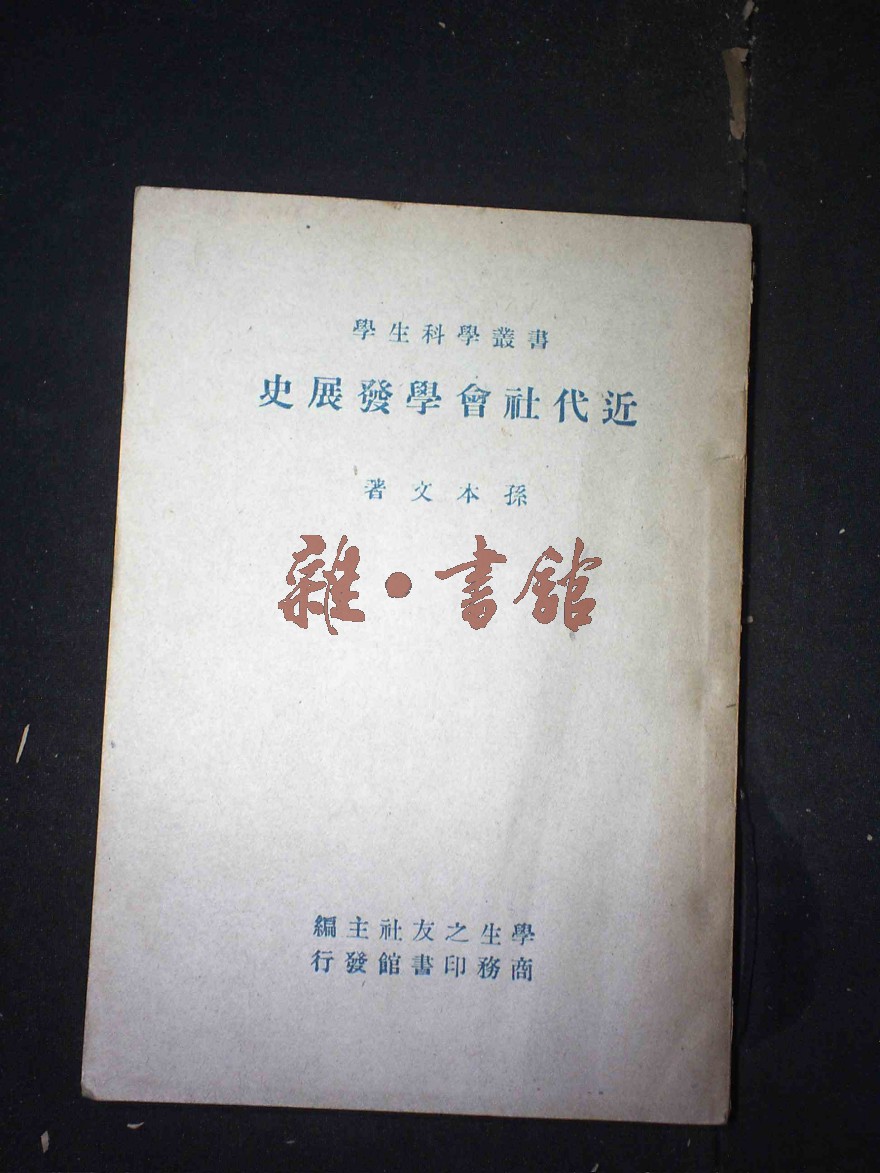 學生科學叢書
近代社會學發展史
孫本文著
雜·書館
學生之友社主編
商務印書館發行